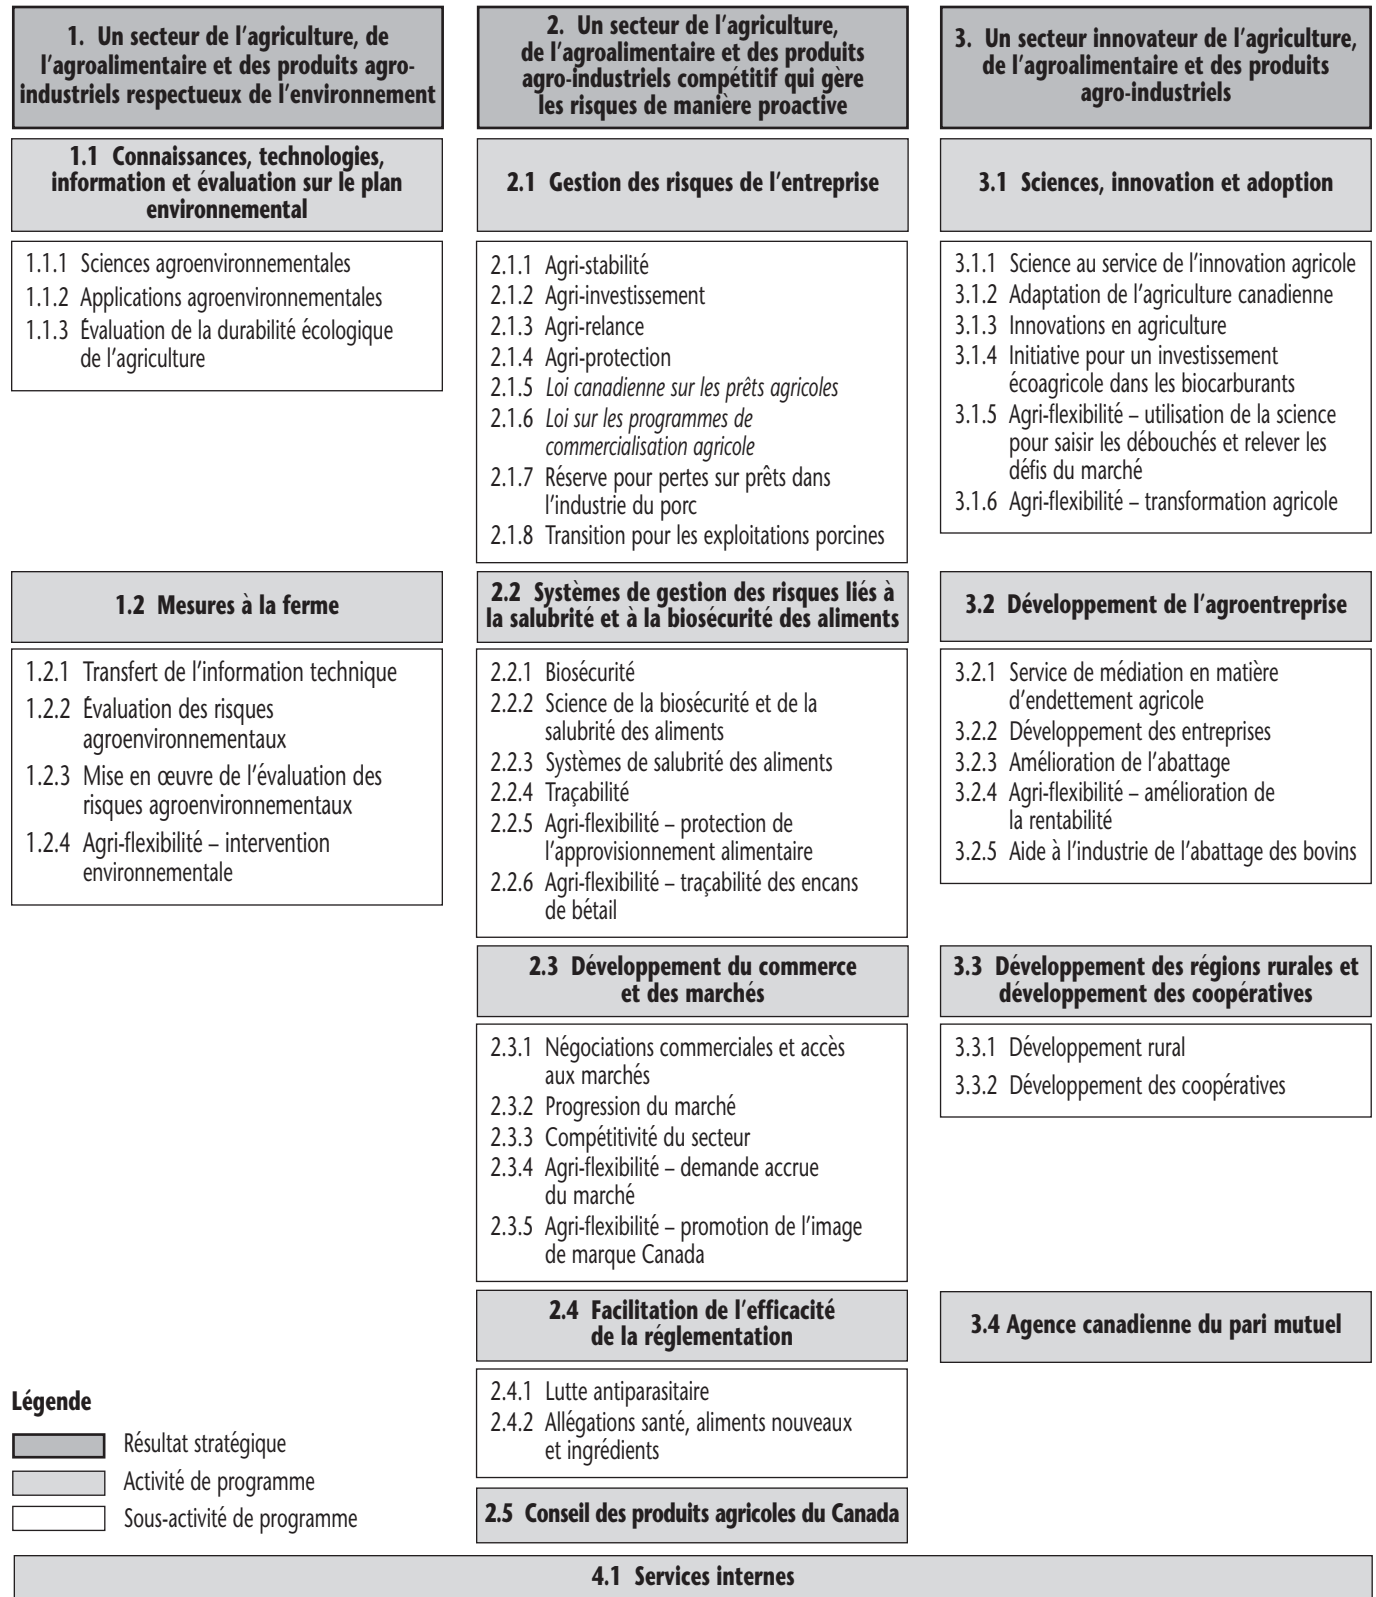 1. Un secteur de l'agriculture, de
l'agroalimentaire et des produits agro-
industriels respectueux de l'environnement
1.1 Connaissances, technologies,
information et évaluation sur le plan
environnemental
1.1.1 Sciences agroenvironnementales
1.1.2 Applications agroenvironnementales
1.1.3 Évaluation de la durabilité écologique
de l'agriculture
1.2 Mesures à la ferme
1.2.1 Transfert de l'information technique
1.2.2 Évaluation des risques
agroenvironnementaux
1.2.3 Mise en œuvre de l'évaluation des
risques agroenvironnementaux
1.2.4 Agri-flexibilité – intervention
environnementale
2. Un secteur de l'agriculture,
de l'agroalimentaire et des produits
agro-industriels compétitif qui gère
les risques de manière proactive
2.1 Gestion des risques de l'entreprise
2.1.1 Agri-stabilité
2.1.2 Agri-investissement
2.1.3 Agri-relance
2.1.4 Agri-protection
2.1.5 Loi canadienne sur les prêts agricoles
2.1.6 Loi sur les programmes de
commercialisation agricole
2.1.7 Réserve pour pertes sur prêts dans
l'industrie du porc
2.1.8 Transition pour les exploitations porcines
2.2 Systèmes de gestion des risques liés à
la salubrité et à la biosécurité des aliments
2.2.1 Biosécurité
2.2.2 Science de la biosécurité et de la
salubrité des aliments
2.2.3 Systèmes de salubrité des aliments
2.2.4 Traçabilité
2.2.5 Agri-flexibilité – protection de
l'approvisionnement alimentaire
2.2.6 Agri-flexibilité – traçabilité des encans
de bétail
2.3 Développement du commerce
et des marchés
2.3.1 Négociations commerciales et accès
aux marchés
2.3.2 Progression du marché
2.3.3 Compétitivité du secteur
2.3.4 Agri-flexibilité – demande accrue
du marché
2.3.5 Agri-flexibilité – promotion de l'image
de marque Canada
2.4 Facilitation de l'efficacité
de la réglementation
2.4.1 Lutte antiparasitaire
2.4.2 Allégations santé, aliments nouveaux
et ingrédients
2.5 Conseil des produits agricoles du Canada
3. Un secteur innovateur de l'agriculture,
de l'agroalimentaire et des produits
agro-industriels
3.1 Sciences, innovation et adoption
3.1.1 Science au service de l'innovation agricole
3.1.2 Adaptation de l'agriculture canadienne
3.1.3 Innovations en agriculture
3.1.4 Initiative pour un investissement
écoagricole dans les biocarburants
3.1.5 Agri-flexibilité – utilisation de la science
pour saisir les débouchés et relever les
défis du marché
3.1.6 Agri-flexibilité – transformation agricole
3.2 Développement de l'agroentreprise
3.2.1 Service de médiation en matière
d'endettement agricole
3.2.2 Développement des entreprises
3.2.3 Amélioration de l'abattage
3.2.4 Agri-flexibilité – amélioration de
la rentabilité
3.2.5 Aide à l'industrie de l'abattage des bovins
3.3 Développement des régions rurales et
développement des coopératives
3.3.1 Développement rural
3.3.2 Développement des coopératives
3.4 Agence canadienne du pari mutuel
Légende
Résultat stratégique
Activité de programme
Sous-activité de programme
4.1 Services internes